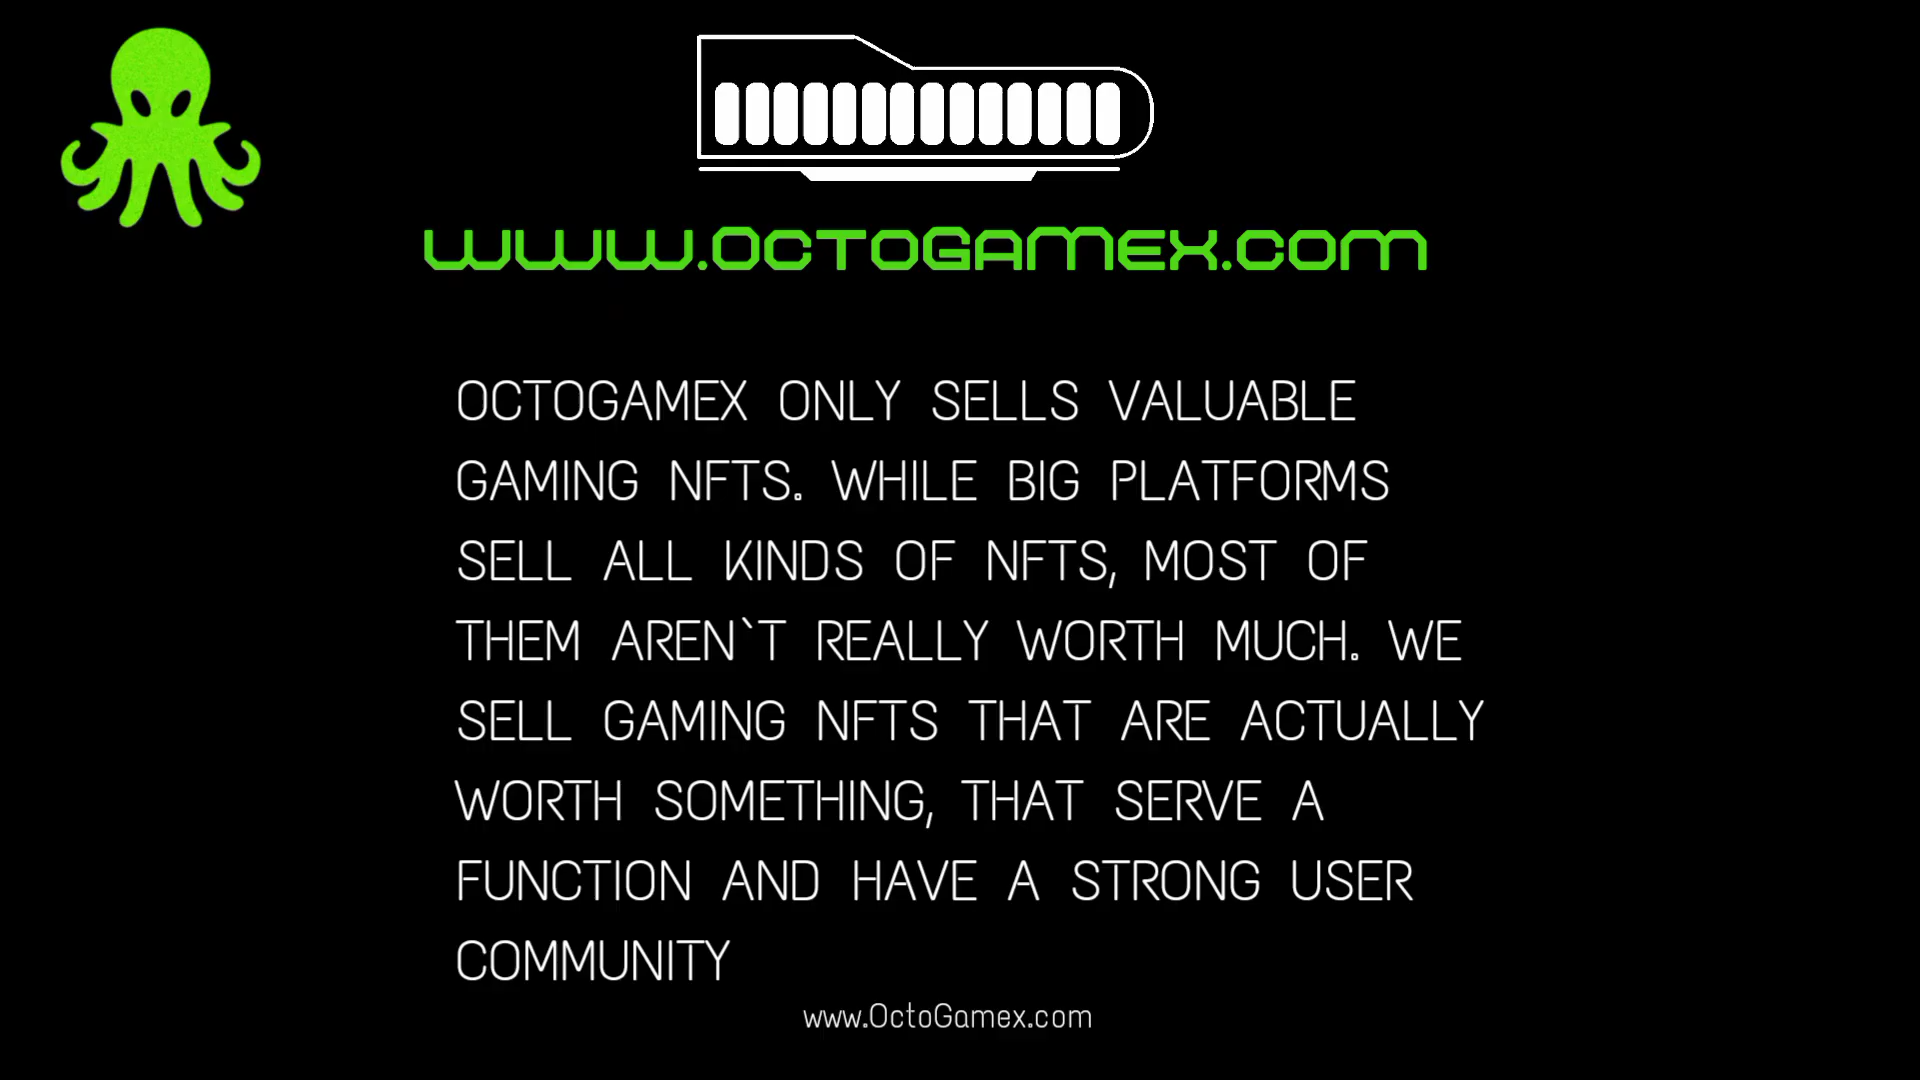 WWW.OCTOGAMEX.COM
OCTOGAMEX ONLY SELLS VALUABLE
GAMING NFTS. WHILE BIG PLATFORMS
SELL ALL KINDS OF NFTS, MOST OF
THEM AREN`T REALLY WORTH MUCH. WE
SELL GAMING NFTS THAT ARE ACTUALLY
WORTH SOMETHING, THAT SERVE A
FUNCTION AND HAVE A STRONG USER
COMMUNITY
www.OctoGamex.com